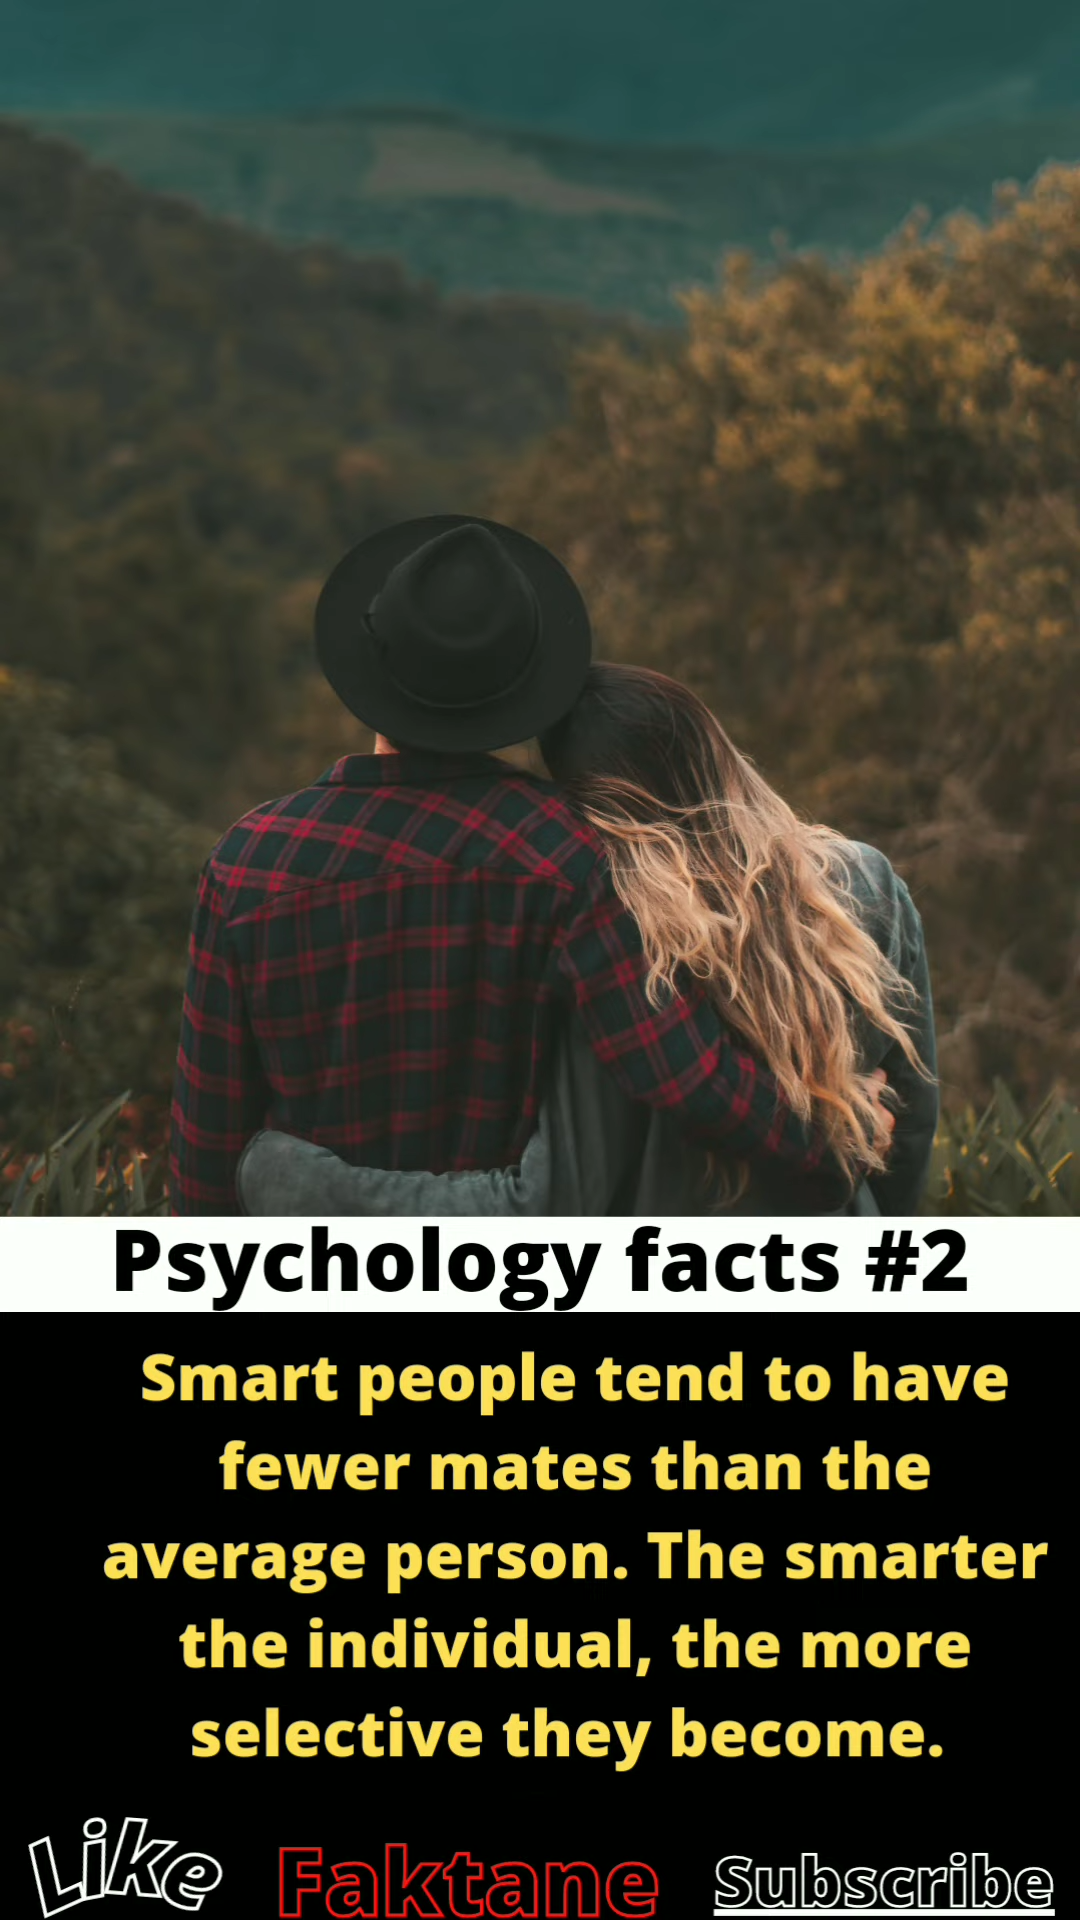 Psychology facts #2
Smart people tend to have
fewer mates than the
average person. The smarter
the individual, the more
selective they become.
Like Faktane Subscribe